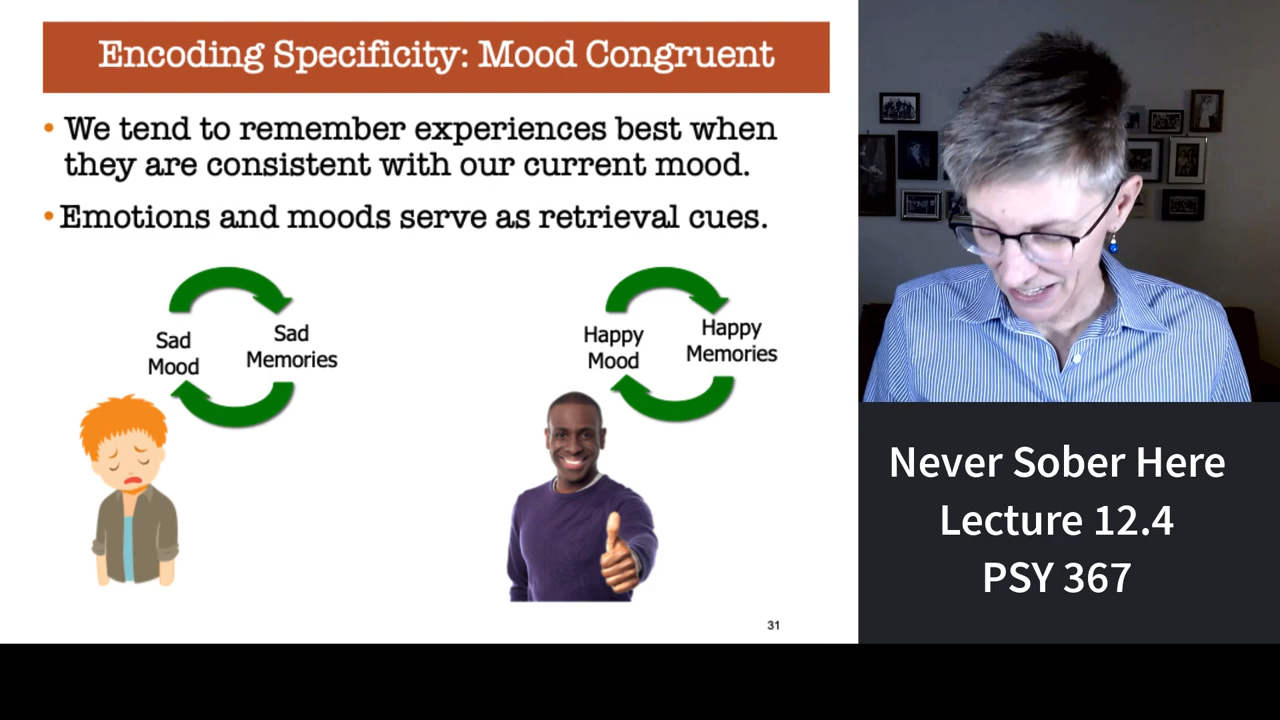 Encoding Specificity: Mood Congruent
• We tend to remember experiences best when
they are consistent with our current mood.
• Emotions and moods serve as retrieval cues.
Sad
Mood
Sad
Memories
Happy
Mood
Happy
Memories
31
Never Sober Here
Lecture 12.4
PSY 367